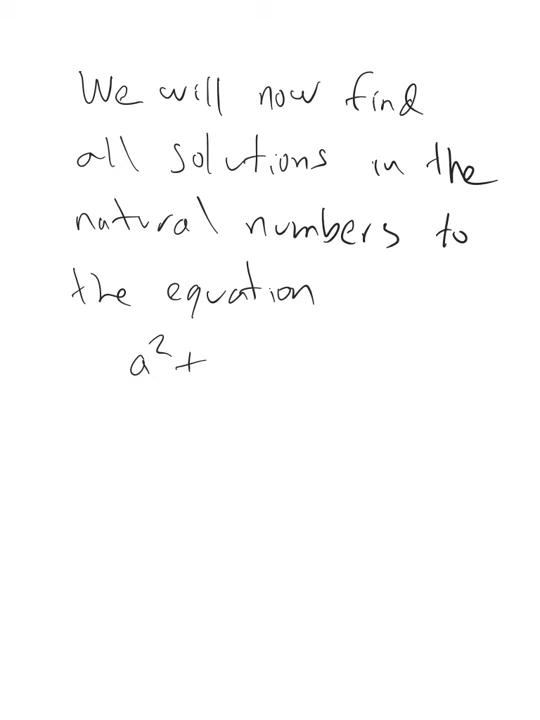 We will now find
all solutions in the
natural numbers to
the equation
a² +